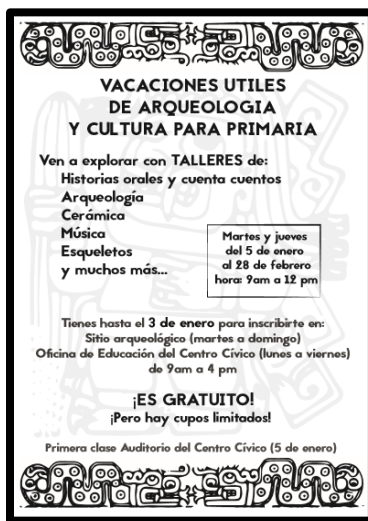 VACACIONES UTILES
DE ARQUEOLOGIA
Y CULTURA PARA PRIMARIA
Ven a explorar con TALLERES de:
Historias orales y cuenta cuentos
Arqueología
Cerámica
Música
Esqueletos
y muchos más...
Martes y jueves
del 5 de enero
al 28 de febrero
hora: 9am a 12 pm
Tienes hasta el 3 de enero para inscribirte en:
Sitio arqueológico (martes a domingo)
Oficina de Educación del Centro Cívico (lunes a viernes)
de 9am a 4 pm
¡ES GRATUITO!
¡Pero hay cupos limitados!
Primera clase Auditorio del Centro Cívico (5 de enero)